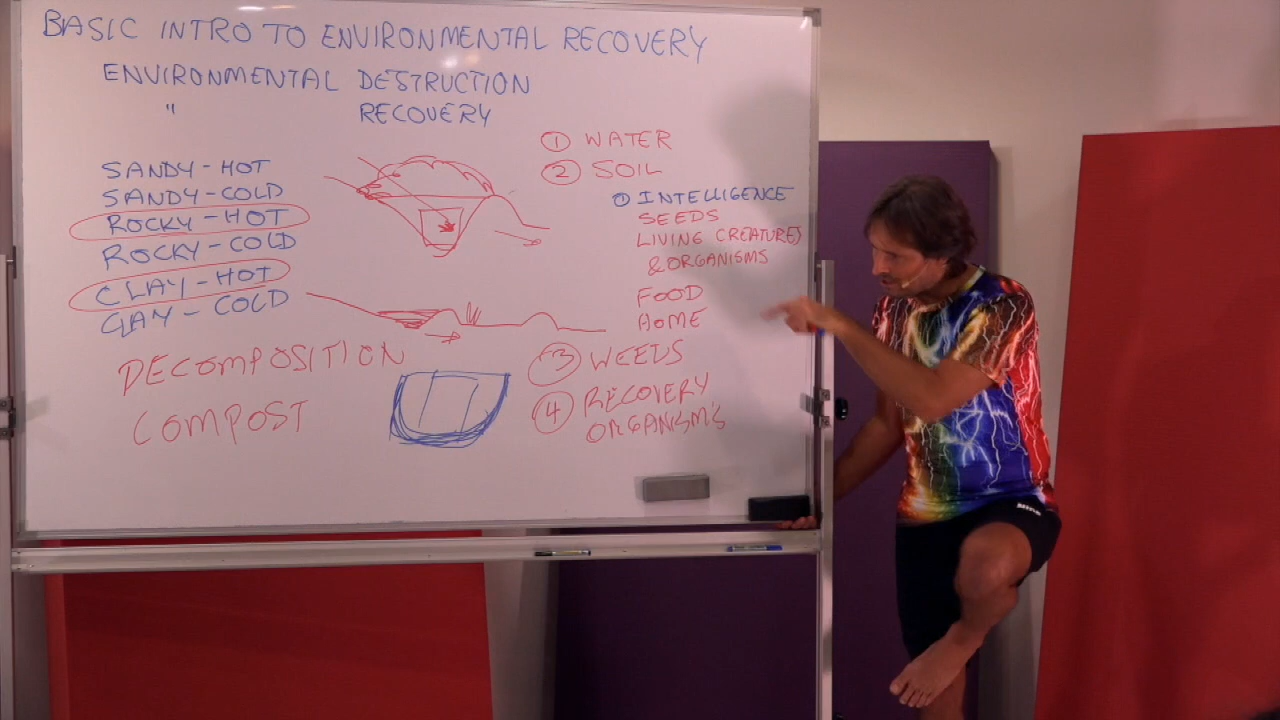 BASIC INTRO TO ENVIRONMENTAL RECOVERY
ENVIRONMENTAL DESTRUCTION
" RECOVERY
SANDY - HOT
SANDY - COLD
ROCKY - HOT
ROCKY - COLD
CLAY - HOT
CLAY - COLD
DECOMPOSITION
COMPOST
① WATER
② SOIL
① INTELLIGENCE
SEEDS
LIVING CREATURES
& ORGANISMS
FOOD
HOME
③ WEEDS
④ RECOVERY
ORGANISM'S